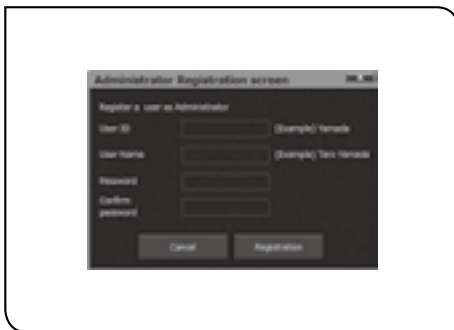 Administrator Registration screen
Register a user as Administrator
User ID (Example) Yamada
User Name (Example) Taro Yamada
Password
Confirm
password
Cancel Registration